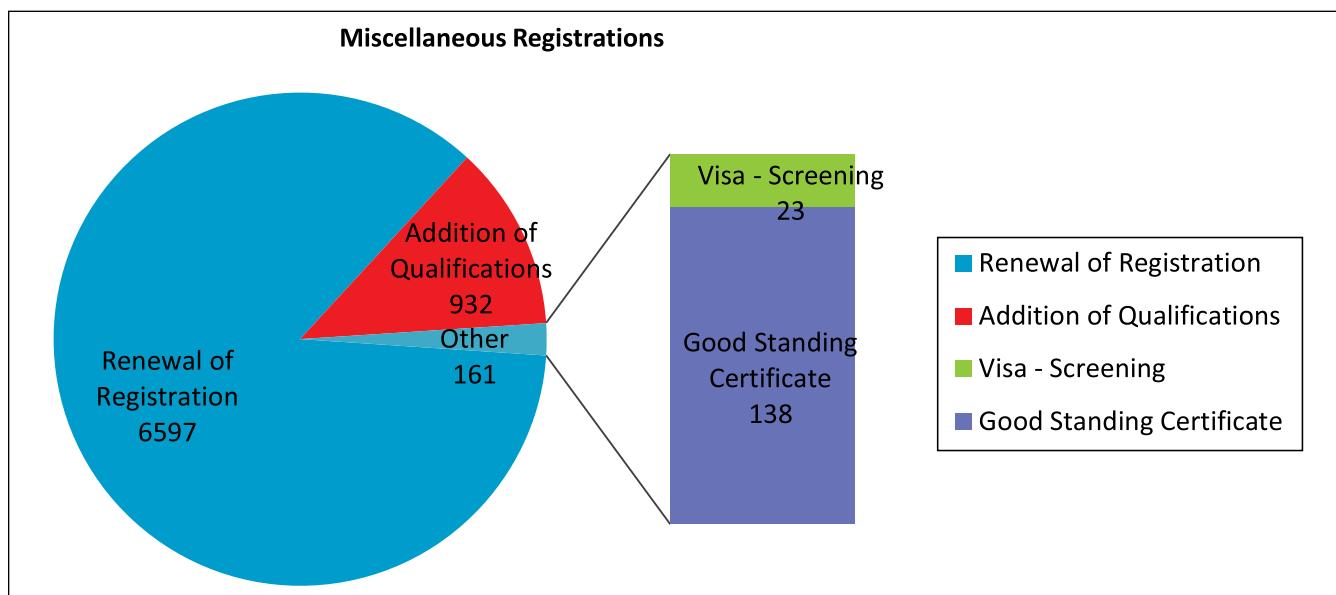 Miscellaneous Registrations
Renewal of
Registration
6597
Addition of
Qualifications
932
Other
161
Visa - Screening
23
Good Standing
Certificate
138
Renewal of Registration
Addition of Qualifications
Visa - Screening
Good Standing Certificate